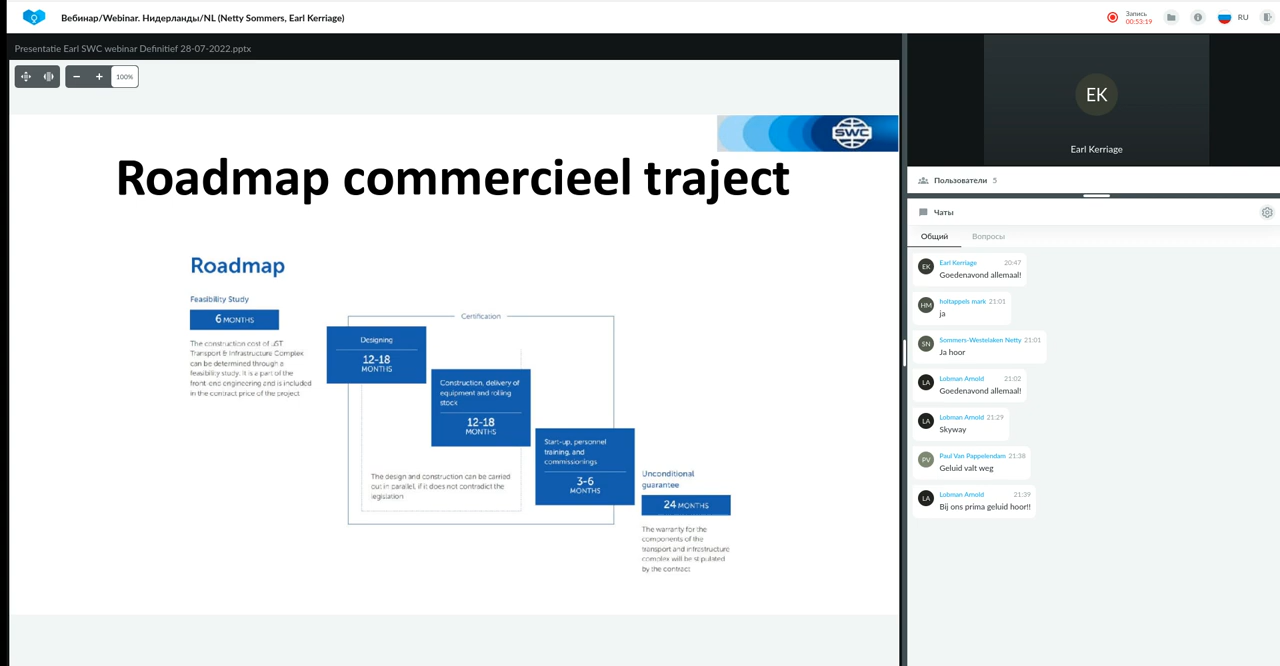 Вебинар/Webinar. Нидерланды/NL (Netty Sommers, Earl Kerriage)
Запись
00:53:19
RU
Presentatie Earl SWC webinar Definitief 28-07-2022.pptx
100%
SWC
Roadmap commercieel traject
Roadmap
Feasibility Study
6 MONTHS
The construction cost of uST
Transport & Infrastructure Complex
can be determined through a
feasibility study. It is a part of the
front-end engineering and is included
in the contract price of the project
Certification
Designing
12-18
MONTHS
Construction, delivery of
equipment and rolling
stock
12-18
MONTHS
Start-up, personnel
training, and
commissionings
3-6
MONTHS
The design and construction can be carried
out in parallel, if it does not contradict the
legislation
Unconditional
guarantee
24 MONTHS
The warranty for the
components of the
transport and infrastructure
complex will be stipulated
by the contract
EK
Earl Kerriage
Пользователи 5
Чаты
Общий Вопросы
EK Earl Kerriage 20:47
Goedenavond allemaal!
HM holtappels mark 21:01
ja
SN Sommers-Westelaken Netty 21:01
Ja hoor
LA Lobman Arnold 21:02
Goedenavond allemaal!
LA Lobman Arnold 21:29
Skyway
PV Paul Van Pappelendam 21:38
Geluid valt weg
LA Lobman Arnold 21:39
Bij ons prima geluid hoor!!